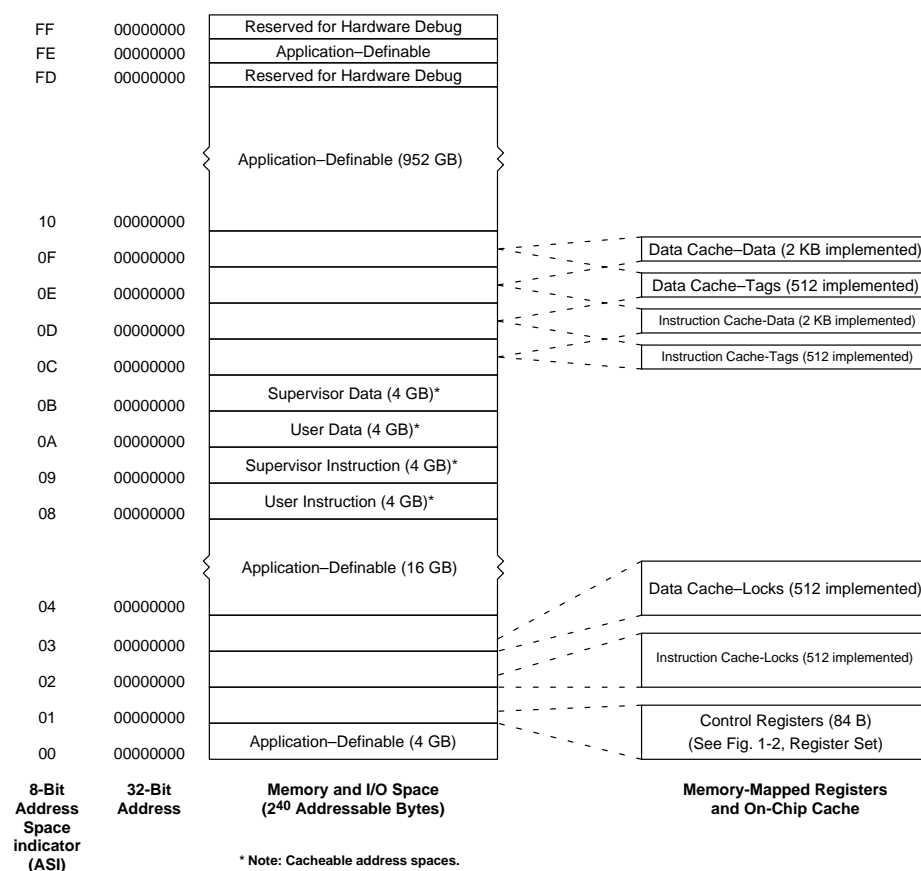 FF 00000000 Reserved for Hardware Debug
FE 00000000 Application–Definable
FD 00000000 Reserved for Hardware Debug
Application–Definable (952 GB)
10 00000000
0F 00000000
Data Cache–Data (2 KB implemented)
0E 00000000
Data Cache–Tags (512 implemented)
0D 00000000
Instruction Cache-Data (2 KB implemented)
0C 00000000
Instruction Cache-Tags (512 implemented)
Supervisor Data (4 GB)*
0B 00000000
User Data (4 GB)*
0A 00000000
Supervisor Instruction (4 GB)*
09 00000000
User Instruction (4 GB)*
08 00000000
Application–Definable (16 GB)
Data Cache–Locks (512 implemented)
04 00000000
03 00000000
Instruction Cache-Locks (512 implemented)
02 00000000
01 00000000
Control Registers (84 B)
(See Fig. 1-2, Register Set)
Application–Definable (4 GB)
00 00000000
8-Bit
Address
Space
indicator
(ASI)
32-Bit
Address
Memory and I/O Space
(2^40 Addressable Bytes)
Memory-Mapped Registers
and On-Chip Cache
* Note: Cacheable address spaces.